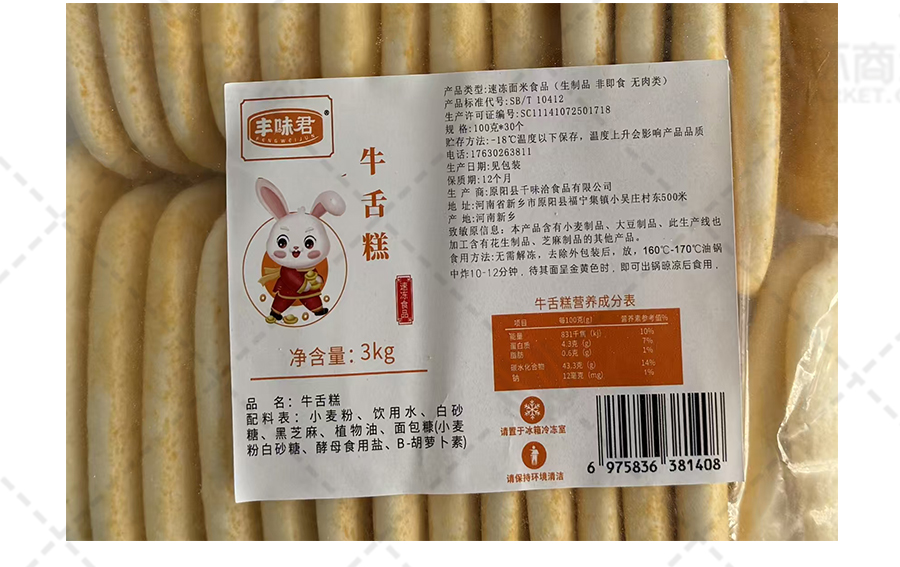 丰味君®
FENGWEIJUN
牛舌糕
速冻食品
净含量：3kg
品 名：牛舌糕
配料表：小麦粉、饮用水、白砂
糖、黑芝麻、植物油、面包糠(小麦
粉白砂糖、酵母食用盐、B-胡萝卜素)
产品类型:速冻面米食品（生制品 非即食 无肉类）
产品标准代号:SB/T 10412
生产许可证编号:SC11141072501718
规 格:100克*30个
贮存方法:-18℃温度以下保存，温度上升会影响产品品质
电话:17630263811
生产日期:见包装
保质期:12个月
生 产 商:原阳县千味洽食品有限公司
地 址:河南省新乡市原阳县福宁集镇小吴庄村东500米
产 地:河南新乡
致敏原信息：本产品含有小麦制品、大豆制品、此生产线也
加工含有花生制品、芝麻制品的其他产品。
食用方法:无需解冻，去除外包装后，放，160℃-170℃油锅
中炸10-12分钟．待其面呈金黄色时．即可出锅晾凉后食用．
牛舌糕营养成分表
项目 每100克(g) 营养素参考值%
能量 831千焦（kj） 10%
蛋白质 4.3克（g） 7%
脂肪 0.6克（g） 1%
碳水化合物 43.3克（g） 14%
钠 12毫克（mg） 1%
请置于冰箱冷冻室
请保持环境清洁
6 975836 381408